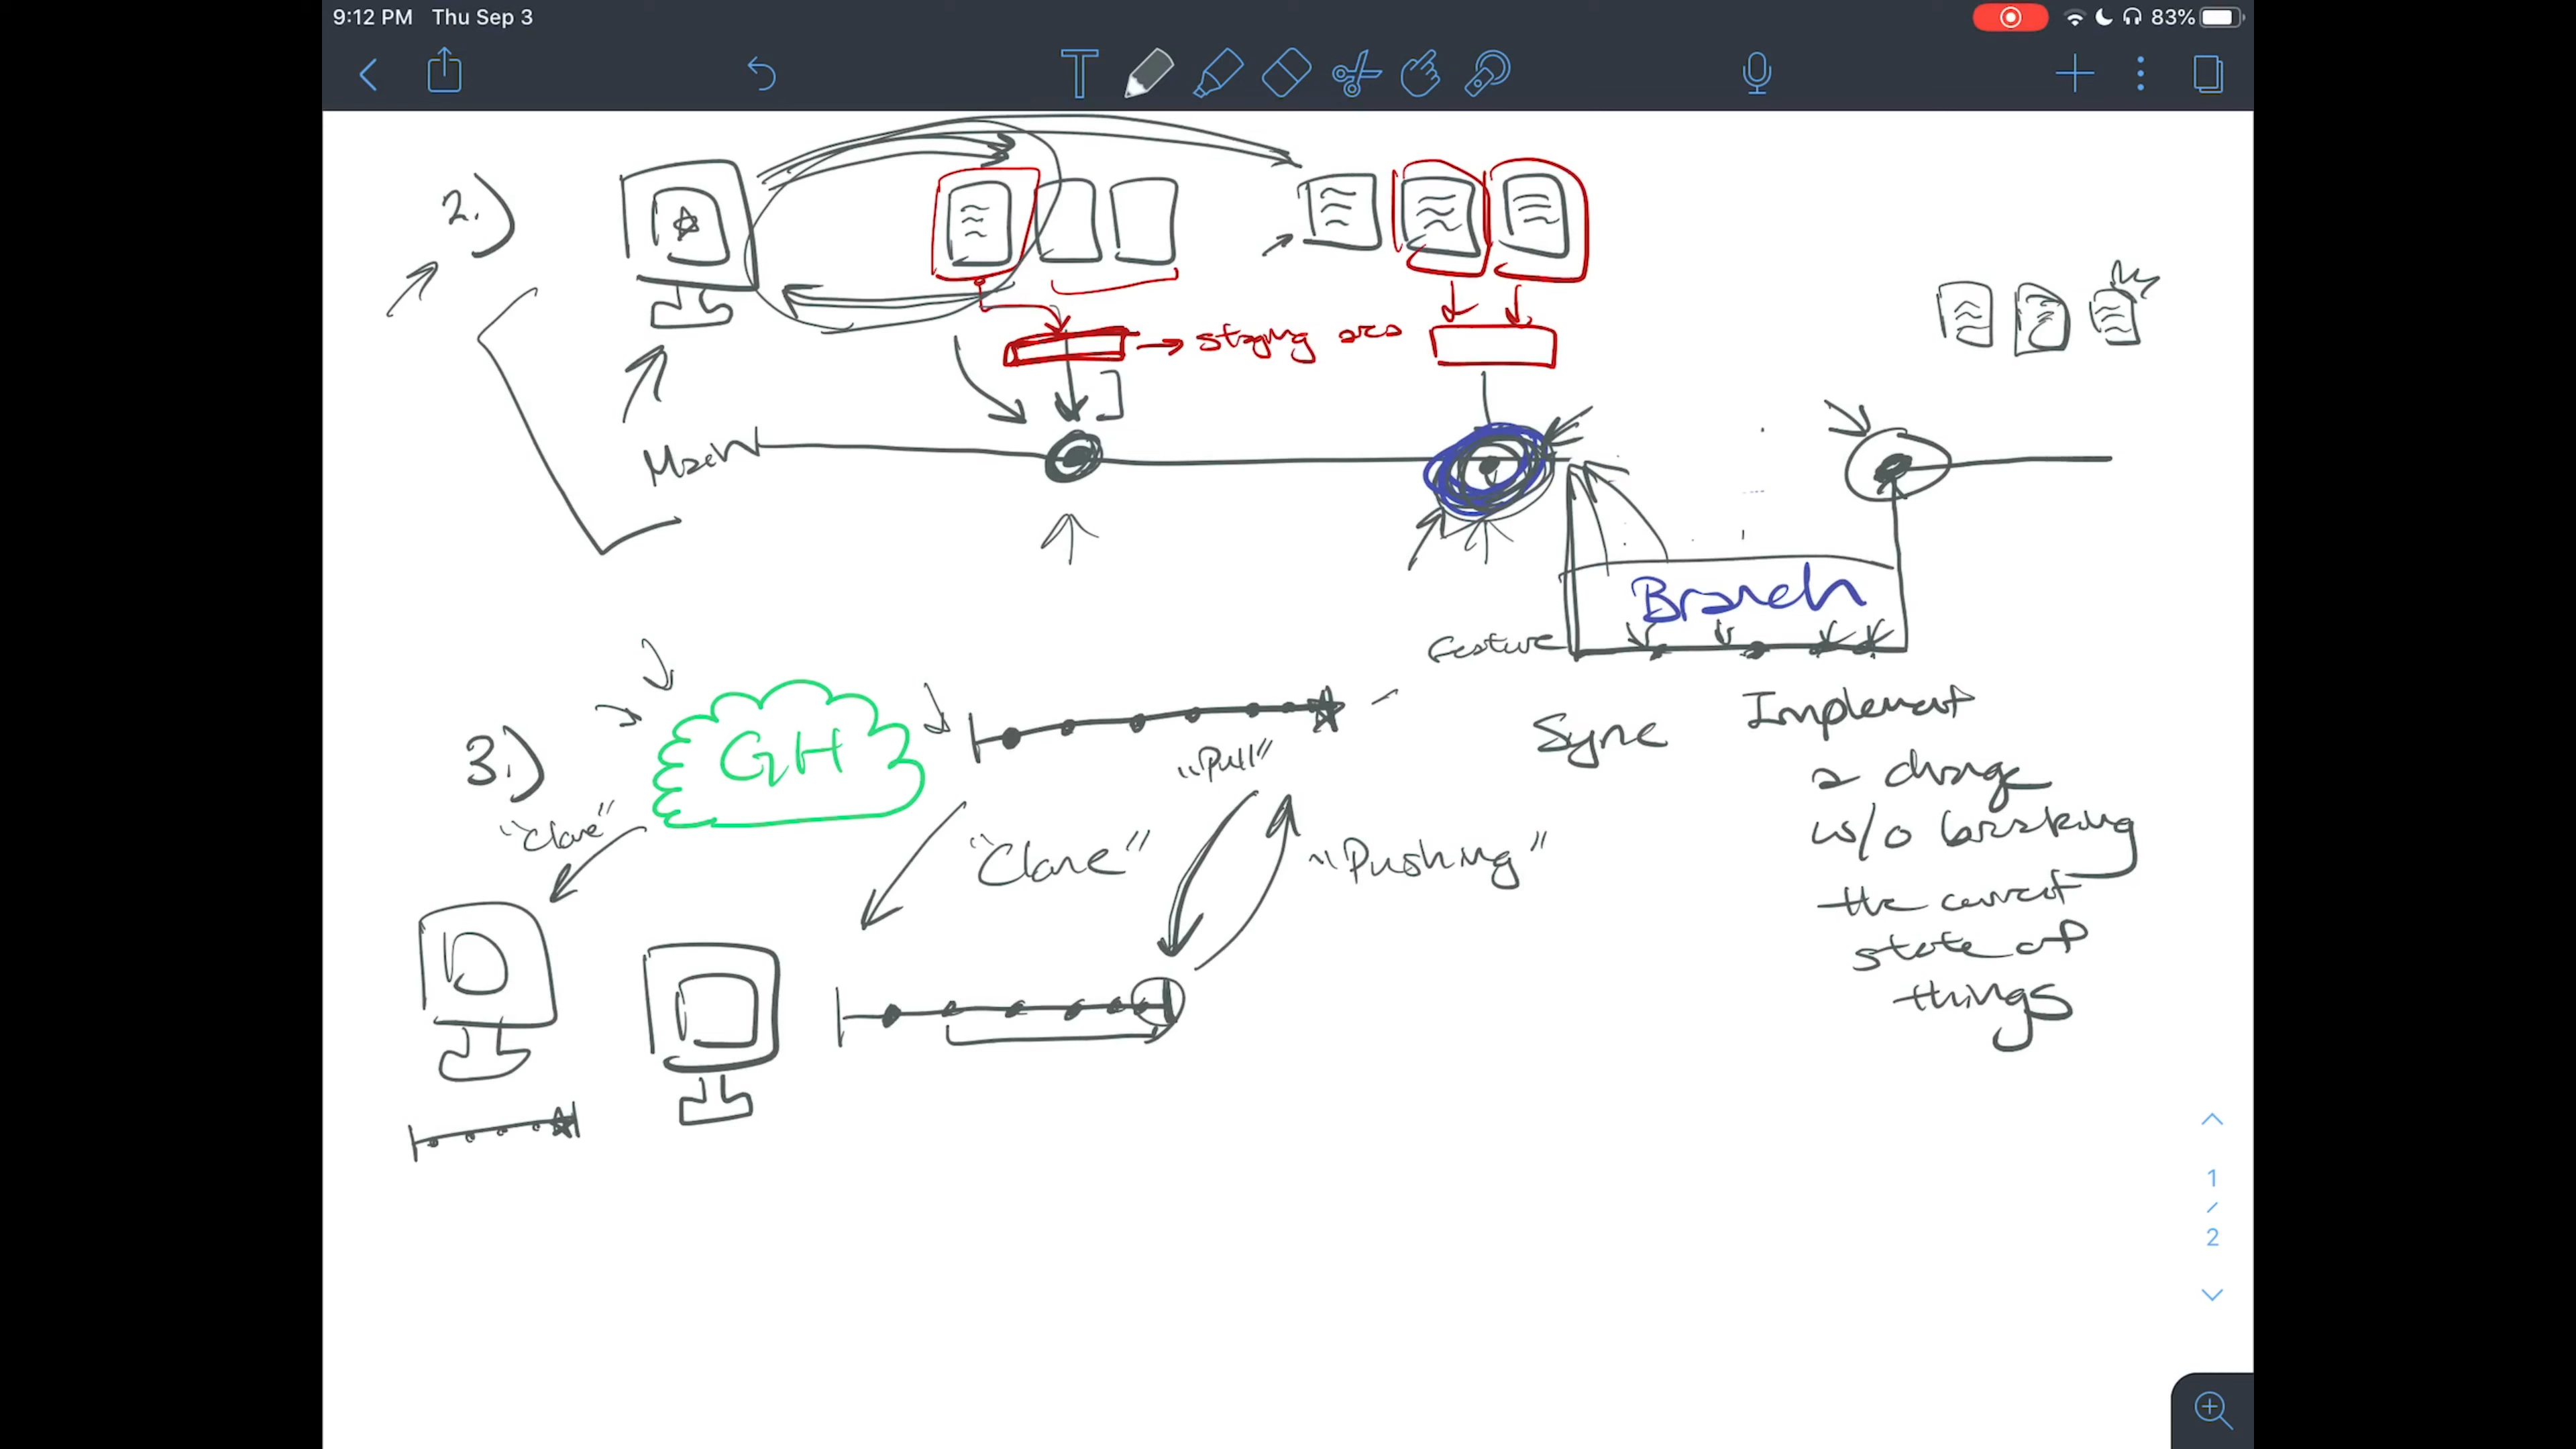 9:12 PM Thu Sep 3
83%
2.)
staging area
Main
Branch
feature
3.)
GH
"Pull"
Sync
Implement
a change
w/o breaking
the current
state of
things
"Clone"
"Clone"
"Pushing"
1
/
2